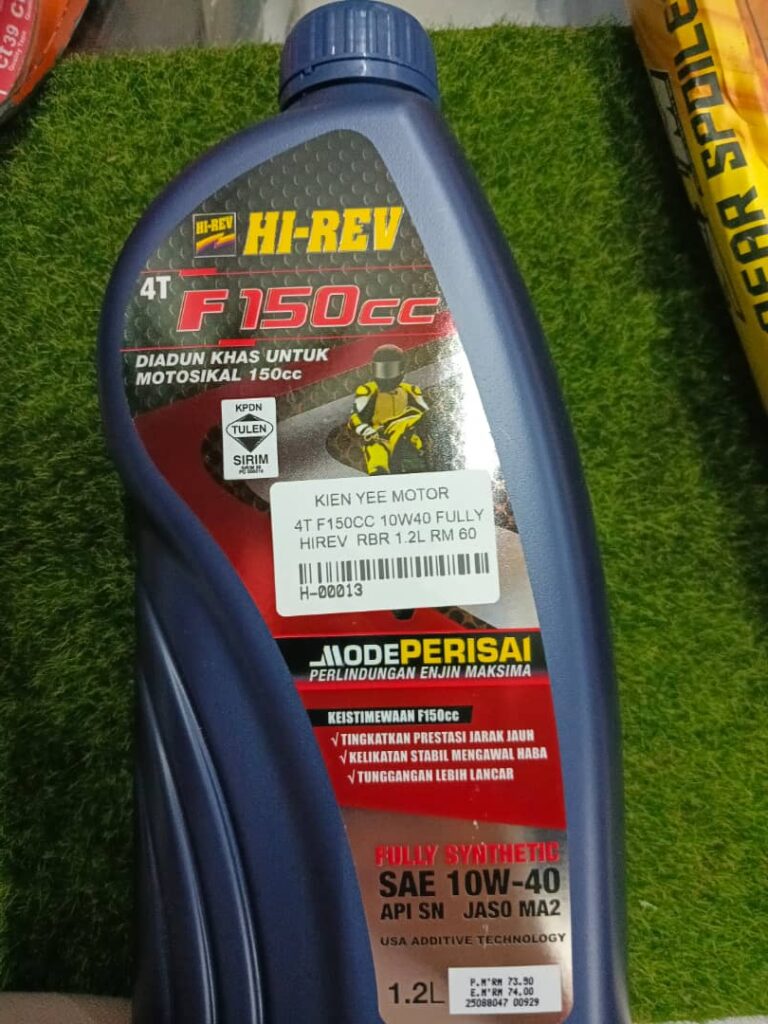 HI-REV
HI-REV
4T
F150cc
DIADUN KHAS UNTUK
MOTOSIKAL 150cc
KPDN
TULEN
SIRIM
KIEN YEE MOTOR
4T F150CC 10W40 FULLY
HIREV RBR 1.2L RM 60
H-00013
MODEPERISAI
PERLINDUNGAN ENJIN MAKSIMA
KEISTIMEWAAN F150cc
√TINGKATKAN PRESTASI JARAK JAUH
√KELIKATAN STABIL MENGAWAL HABA
√TUNGGANGAN LEBIH LANCAR
FULLY SYNTHETIC
SAE 10W-40
API SN JASO MA2
USA ADDITIVE TECHNOLOGY
1.2L
P.M'RM 73.90
E.M'RM 74.00
25088047 00929